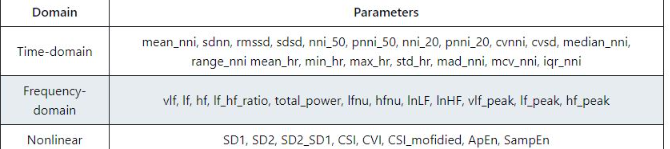 Domain Parameters
Time-domain mean_nni, sdnn, rmssd, sdsd, nni_50, pnni_50, nni_20, pnni_20, cvnni, cvsd, median_nni,
range_nni mean_hr, min_hr, max_hr, std_hr, mad_nni, mcv_nni, iqr_nni
Frequency-
domain
vlf, lf, hf, lf_hf_ratio, total_power, lfnu, hfnu, lnLF, lnHF, vlf_peak, lf_peak, hf_peak
Nonlinear SD1, SD2, SD2_SD1, CSI, CVI, CSI_mofidied, ApEn, SampEn